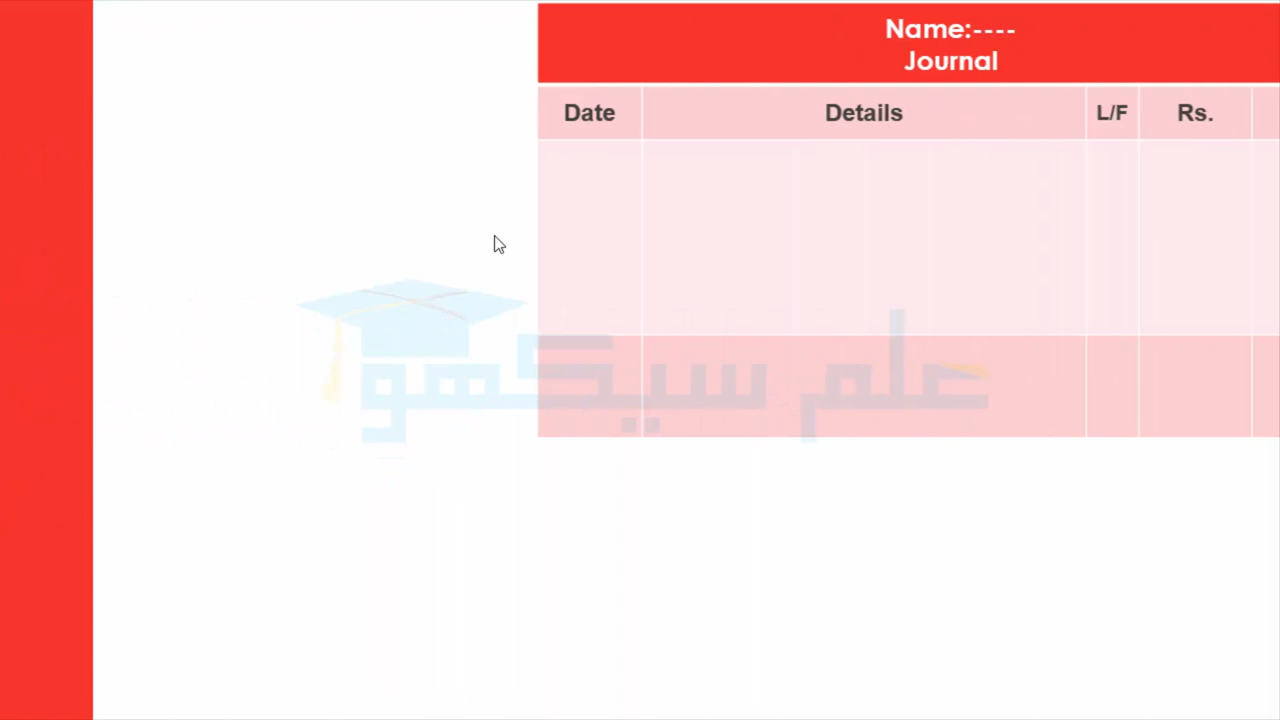 Name:----
Journal
Date Details L/F Rs.
علم سیکھو